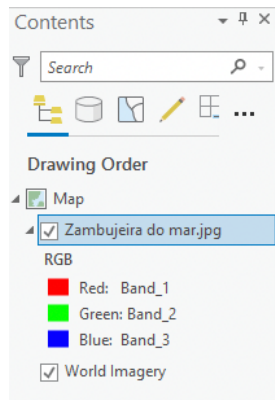 Contents
Search
Drawing Order
Map
Zambujeira do mar.jpg
RGB
Red: Band_1
Green: Band_2
Blue: Band_3
World Imagery